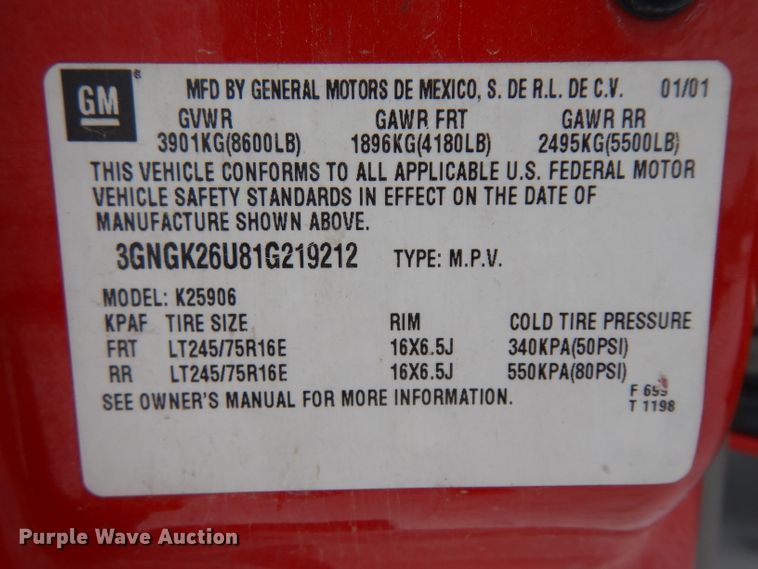 GM ®
MFD BY GENERAL MOTORS DE MEXICO, S. DE R.L. DE C.V. 01/01
GVWR GAWR FRT GAWR RR
3901KG(8600LB) 1896KG(4180LB) 2495KG(5500LB)
THIS VEHICLE CONFORMS TO ALL APPLICABLE U.S. FEDERAL MOTOR
VEHICLE SAFETY STANDARDS IN EFFECT ON THE DATE OF
MANUFACTURE SHOWN ABOVE.
3GNGK26U81G219212 TYPE: M.P.V.
MODEL: K25906
KPAF TIRE SIZE RIM COLD TIRE PRESSURE
FRT LT245/75R16E 16X6.5J 340KPA(50PSI)
RR LT245/75R16E 16X6.5J 550KPA(80PSI)
SEE OWNER'S MANUAL FOR MORE INFORMATION.
F
T 1198
Purple Wave Auction